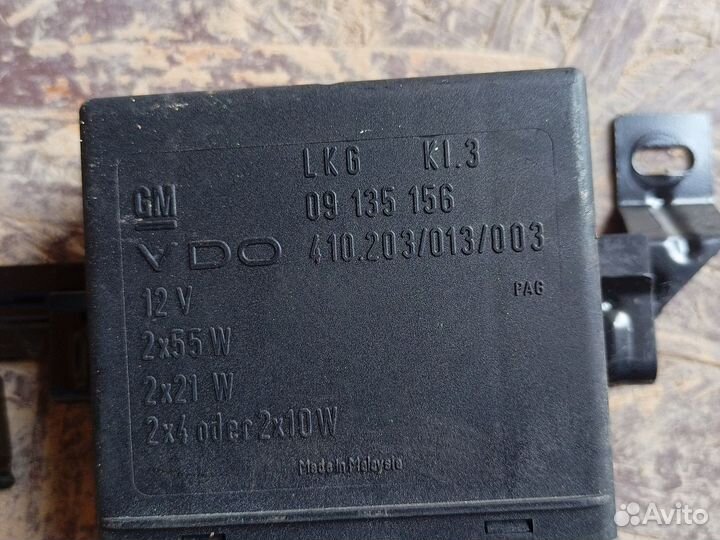 LKG KI.3
GM
09 135 156
VDO 410.203/013/003
12 V
PA6
2x55 W
2x21 W
2x4 oder 2x10W
Made in Malaysia
Avito